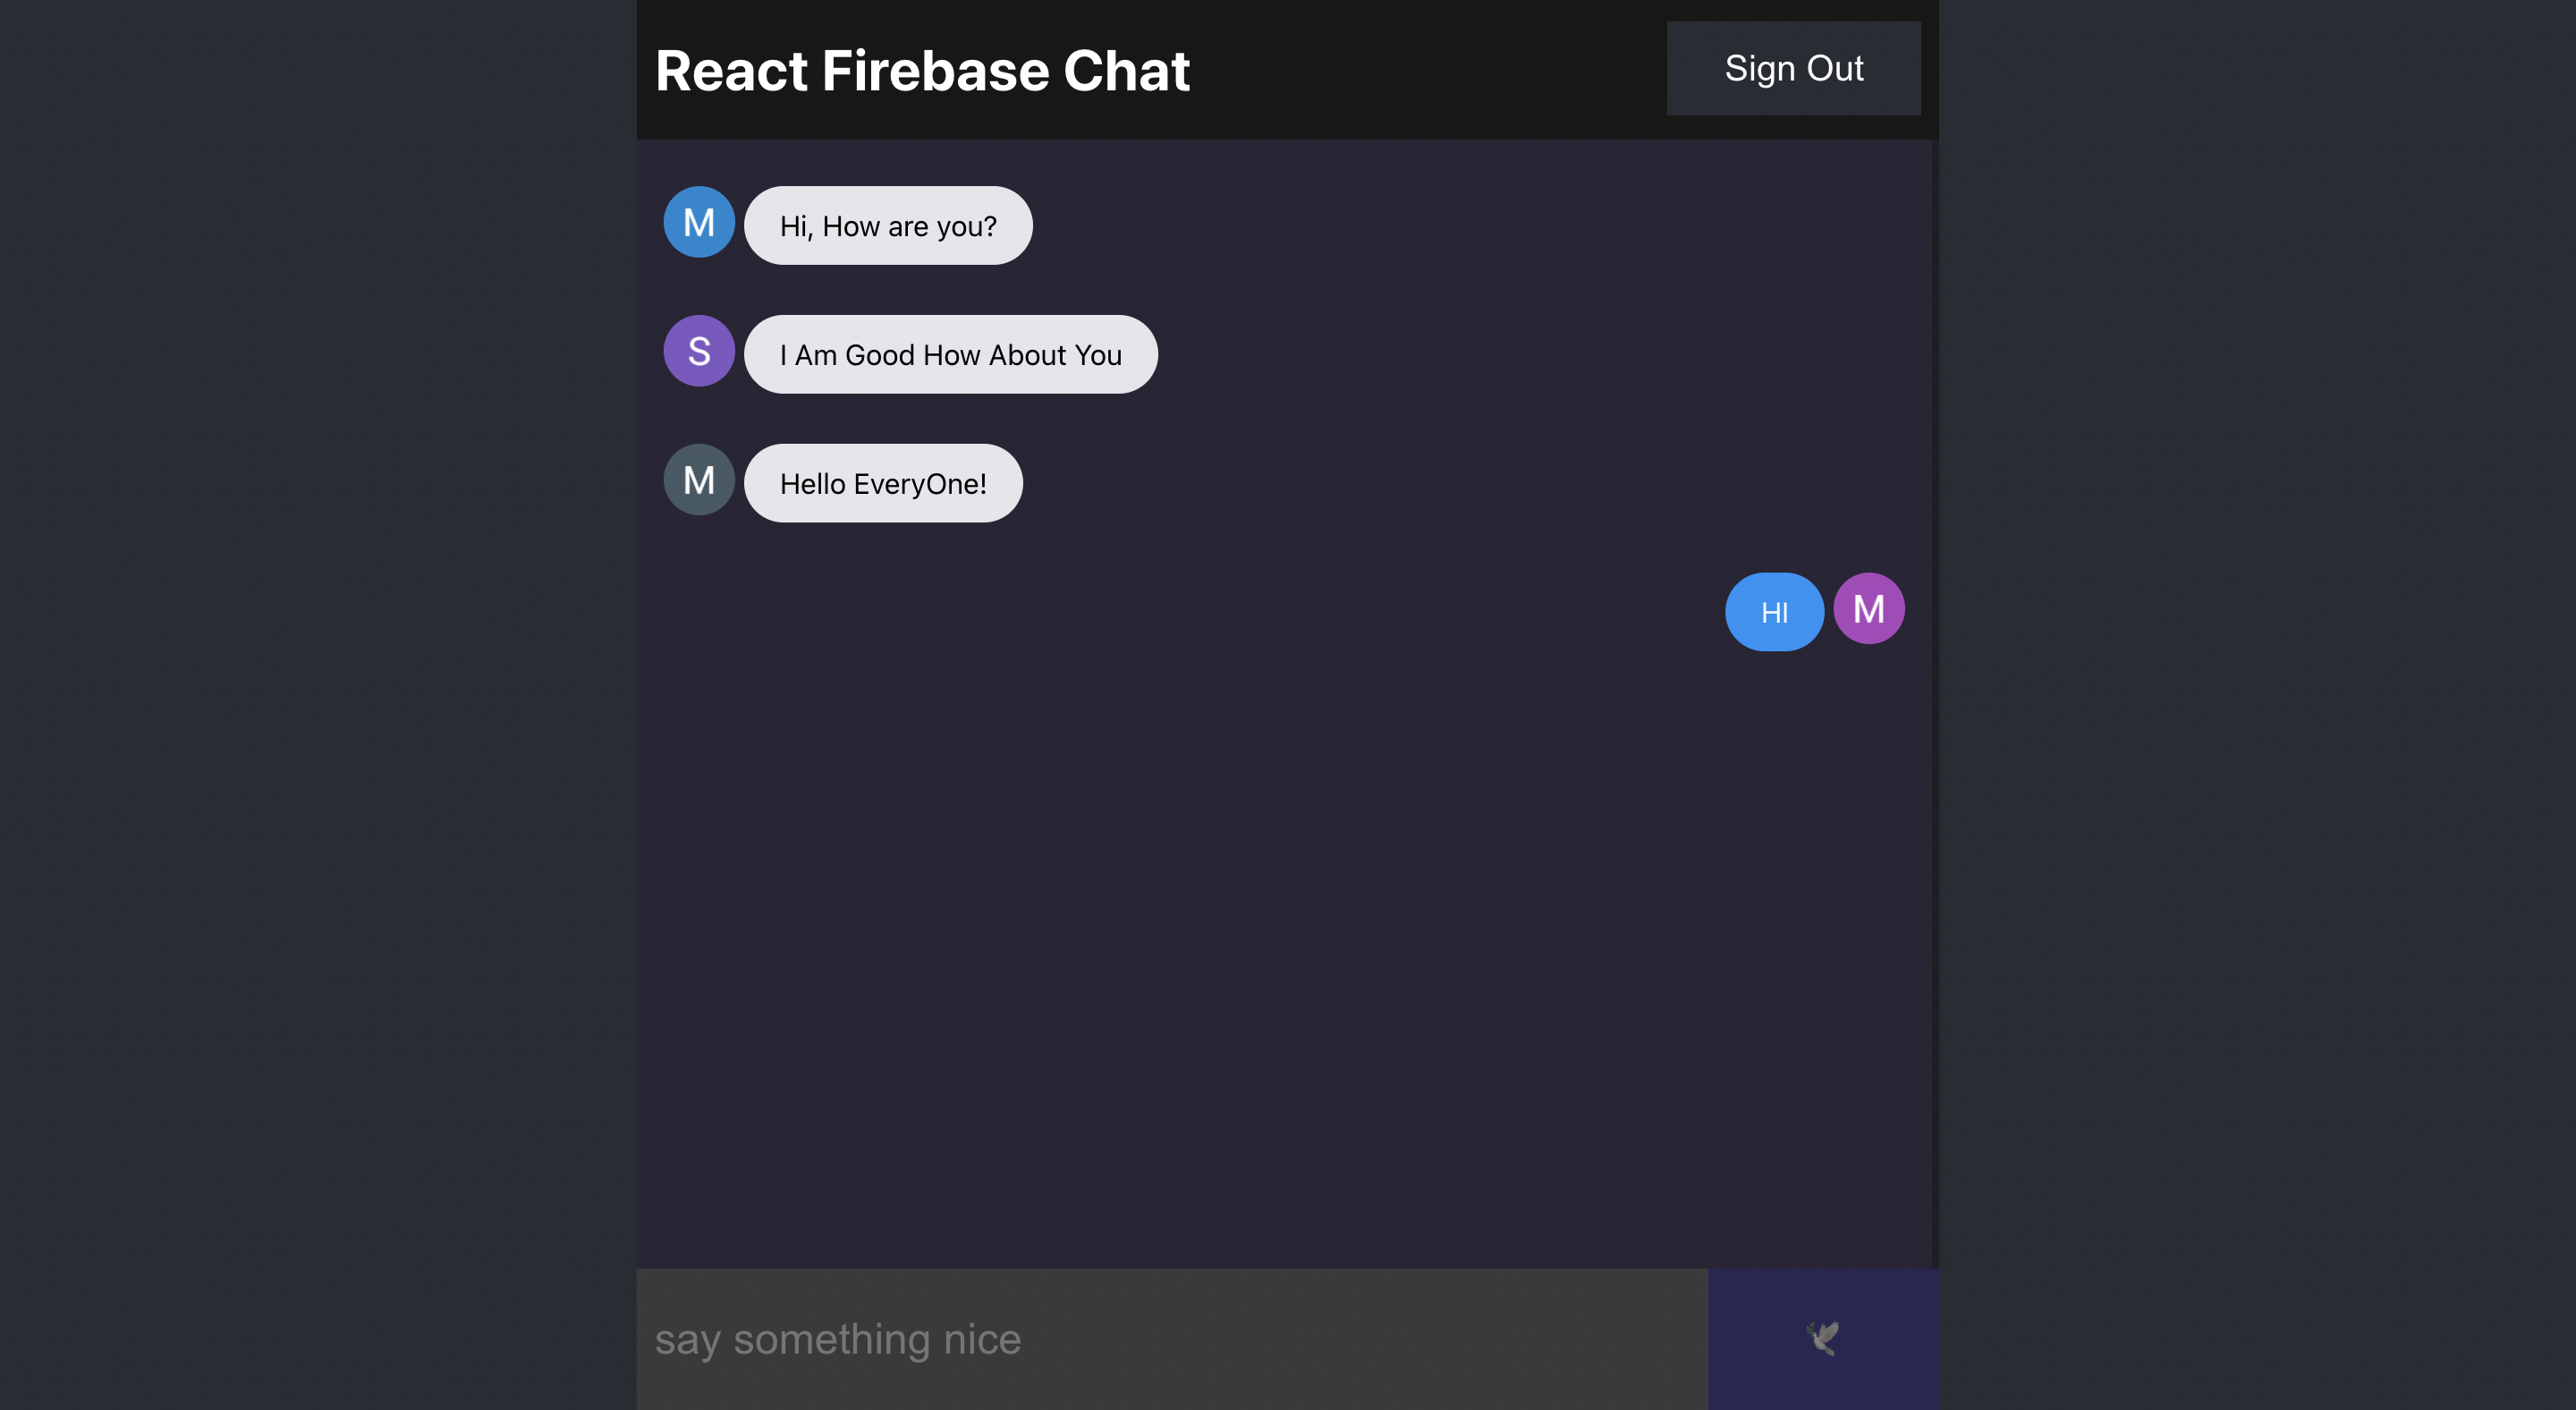 React Firebase Chat
Sign Out
M
Hi, How are you?
S
I Am Good How About You
M
Hello EveryOne!
HI
M
say something nice